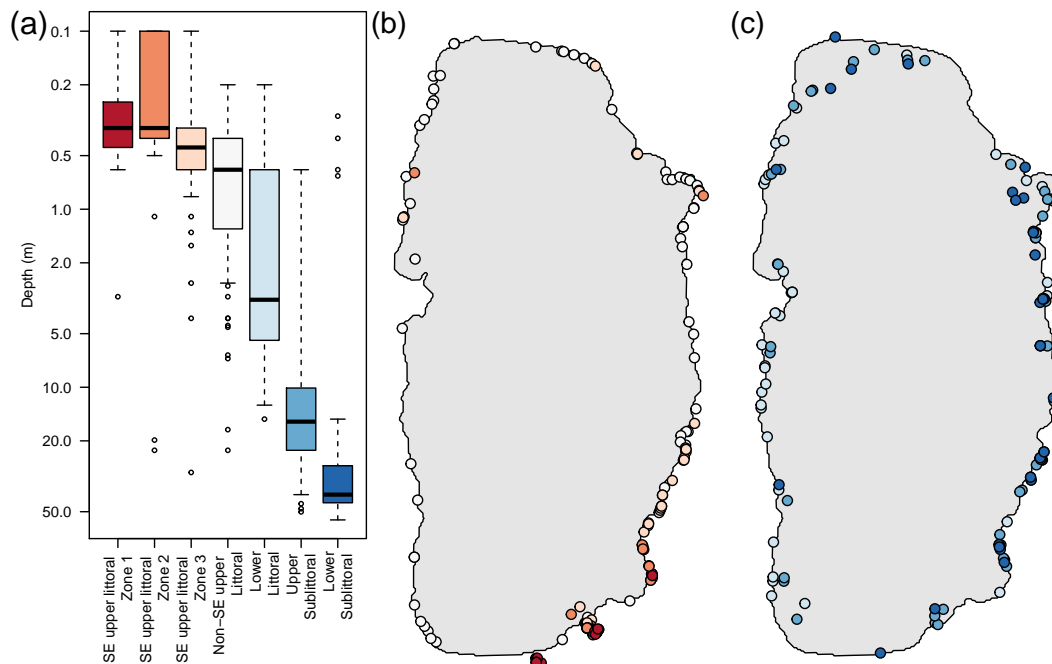 (a)
(b)
(c)
0.1
0.2
0.5
1.0
2.0
5.0
10.0
20.0
50.0
Depth (m)
SE upper littoral
Zone 1
SE upper littoral
Zone 2
SE upper littoral
Zone 3
Non−SE upper
Littoral
Lower
Littoral
Upper
Sublittoral
Lower
Sublittoral